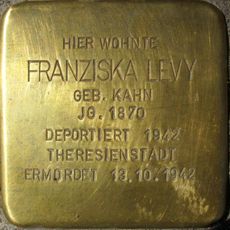 HIER WOHNTE
FRANZISKA LEVY
GEB. KAHN
JG. 1870
DEPORTIERT 1942
THERESIENSTADT
ERMORDET 13.10.1942